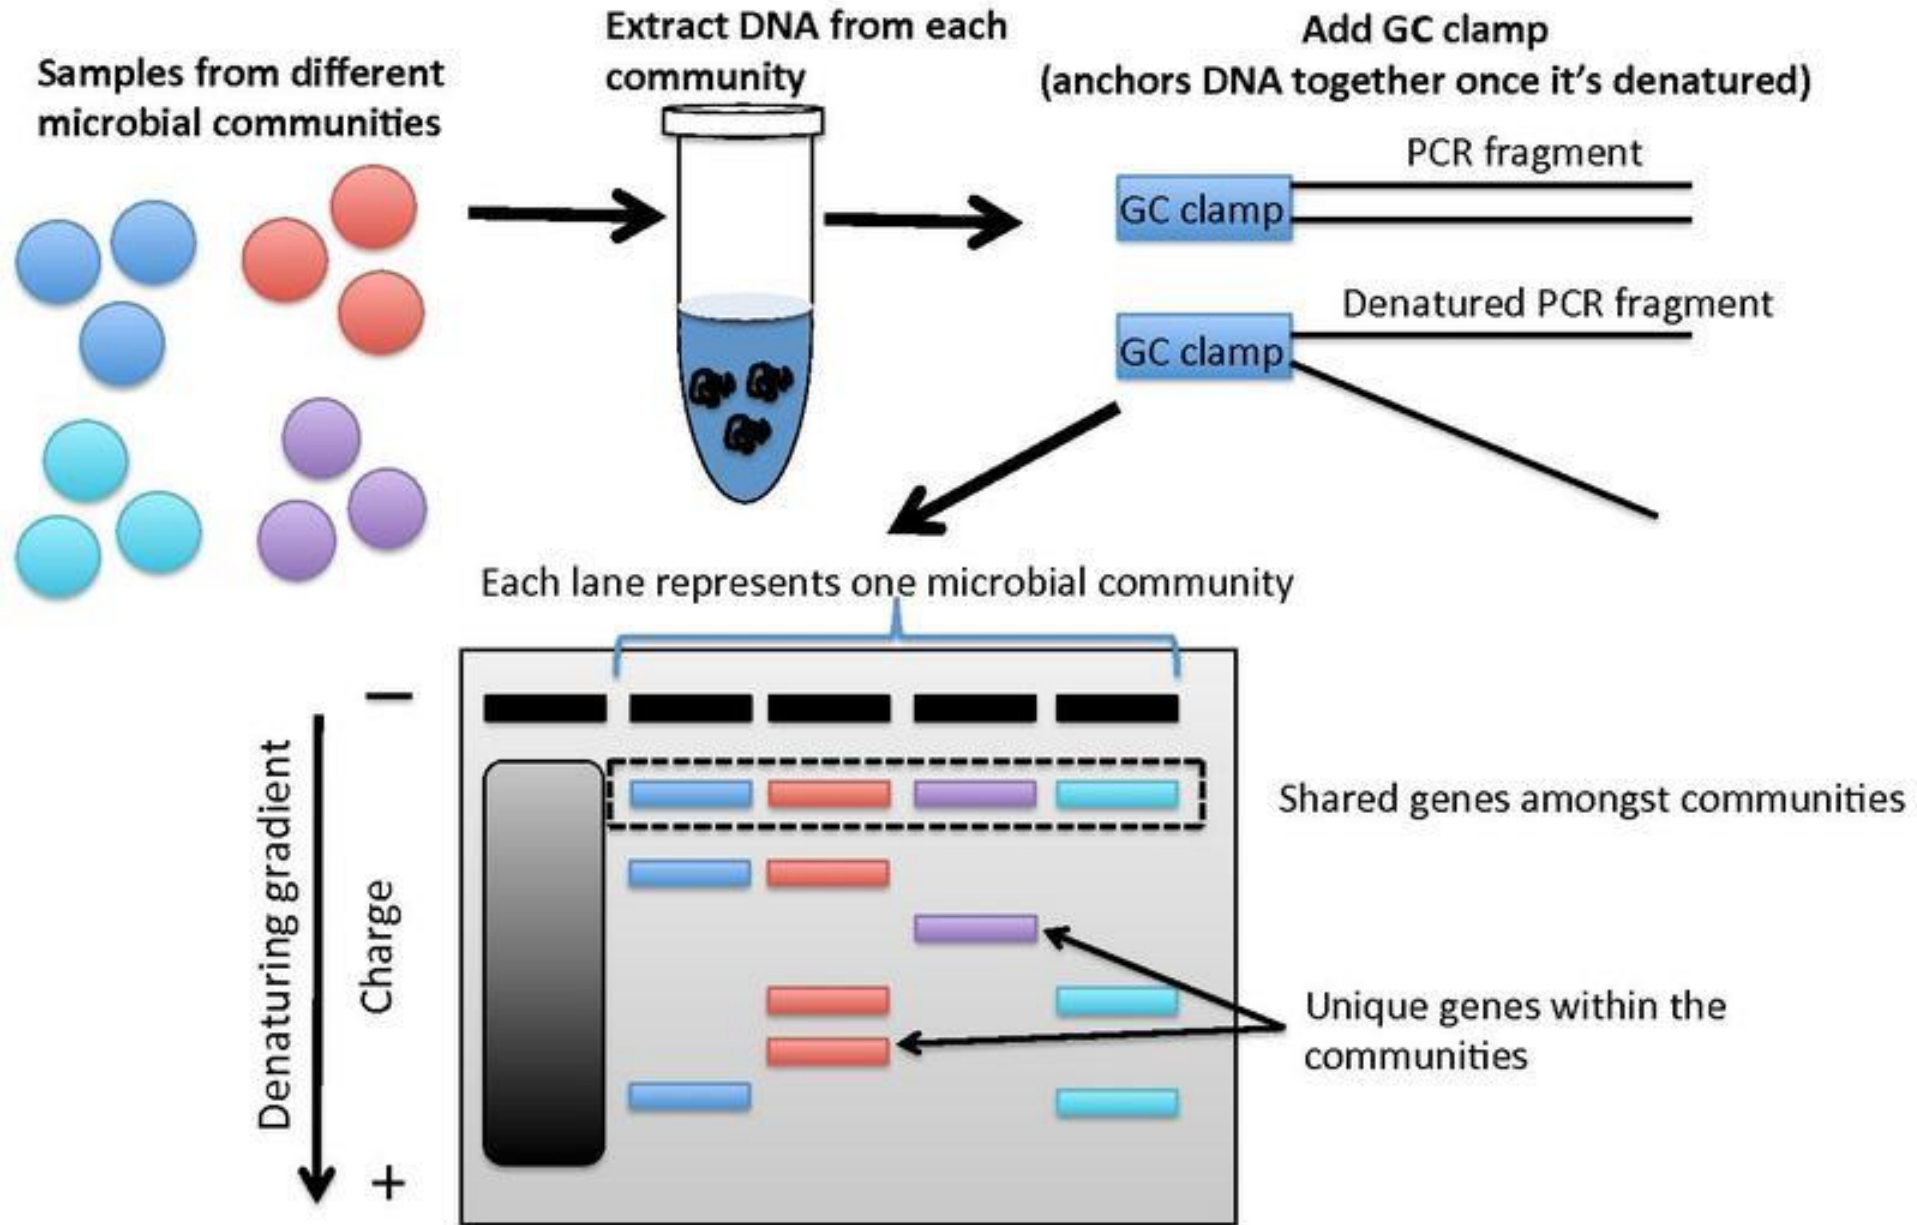 Samples from different
microbial communities
Extract DNA from each
community
Add GC clamp
(anchors DNA together once it's denatured)
PCR fragment
GC clamp
Denatured PCR fragment
GC clamp
Each lane represents one microbial community
−
Denaturing gradient
Charge
+
Shared genes amongst communities
Unique genes within the
communities